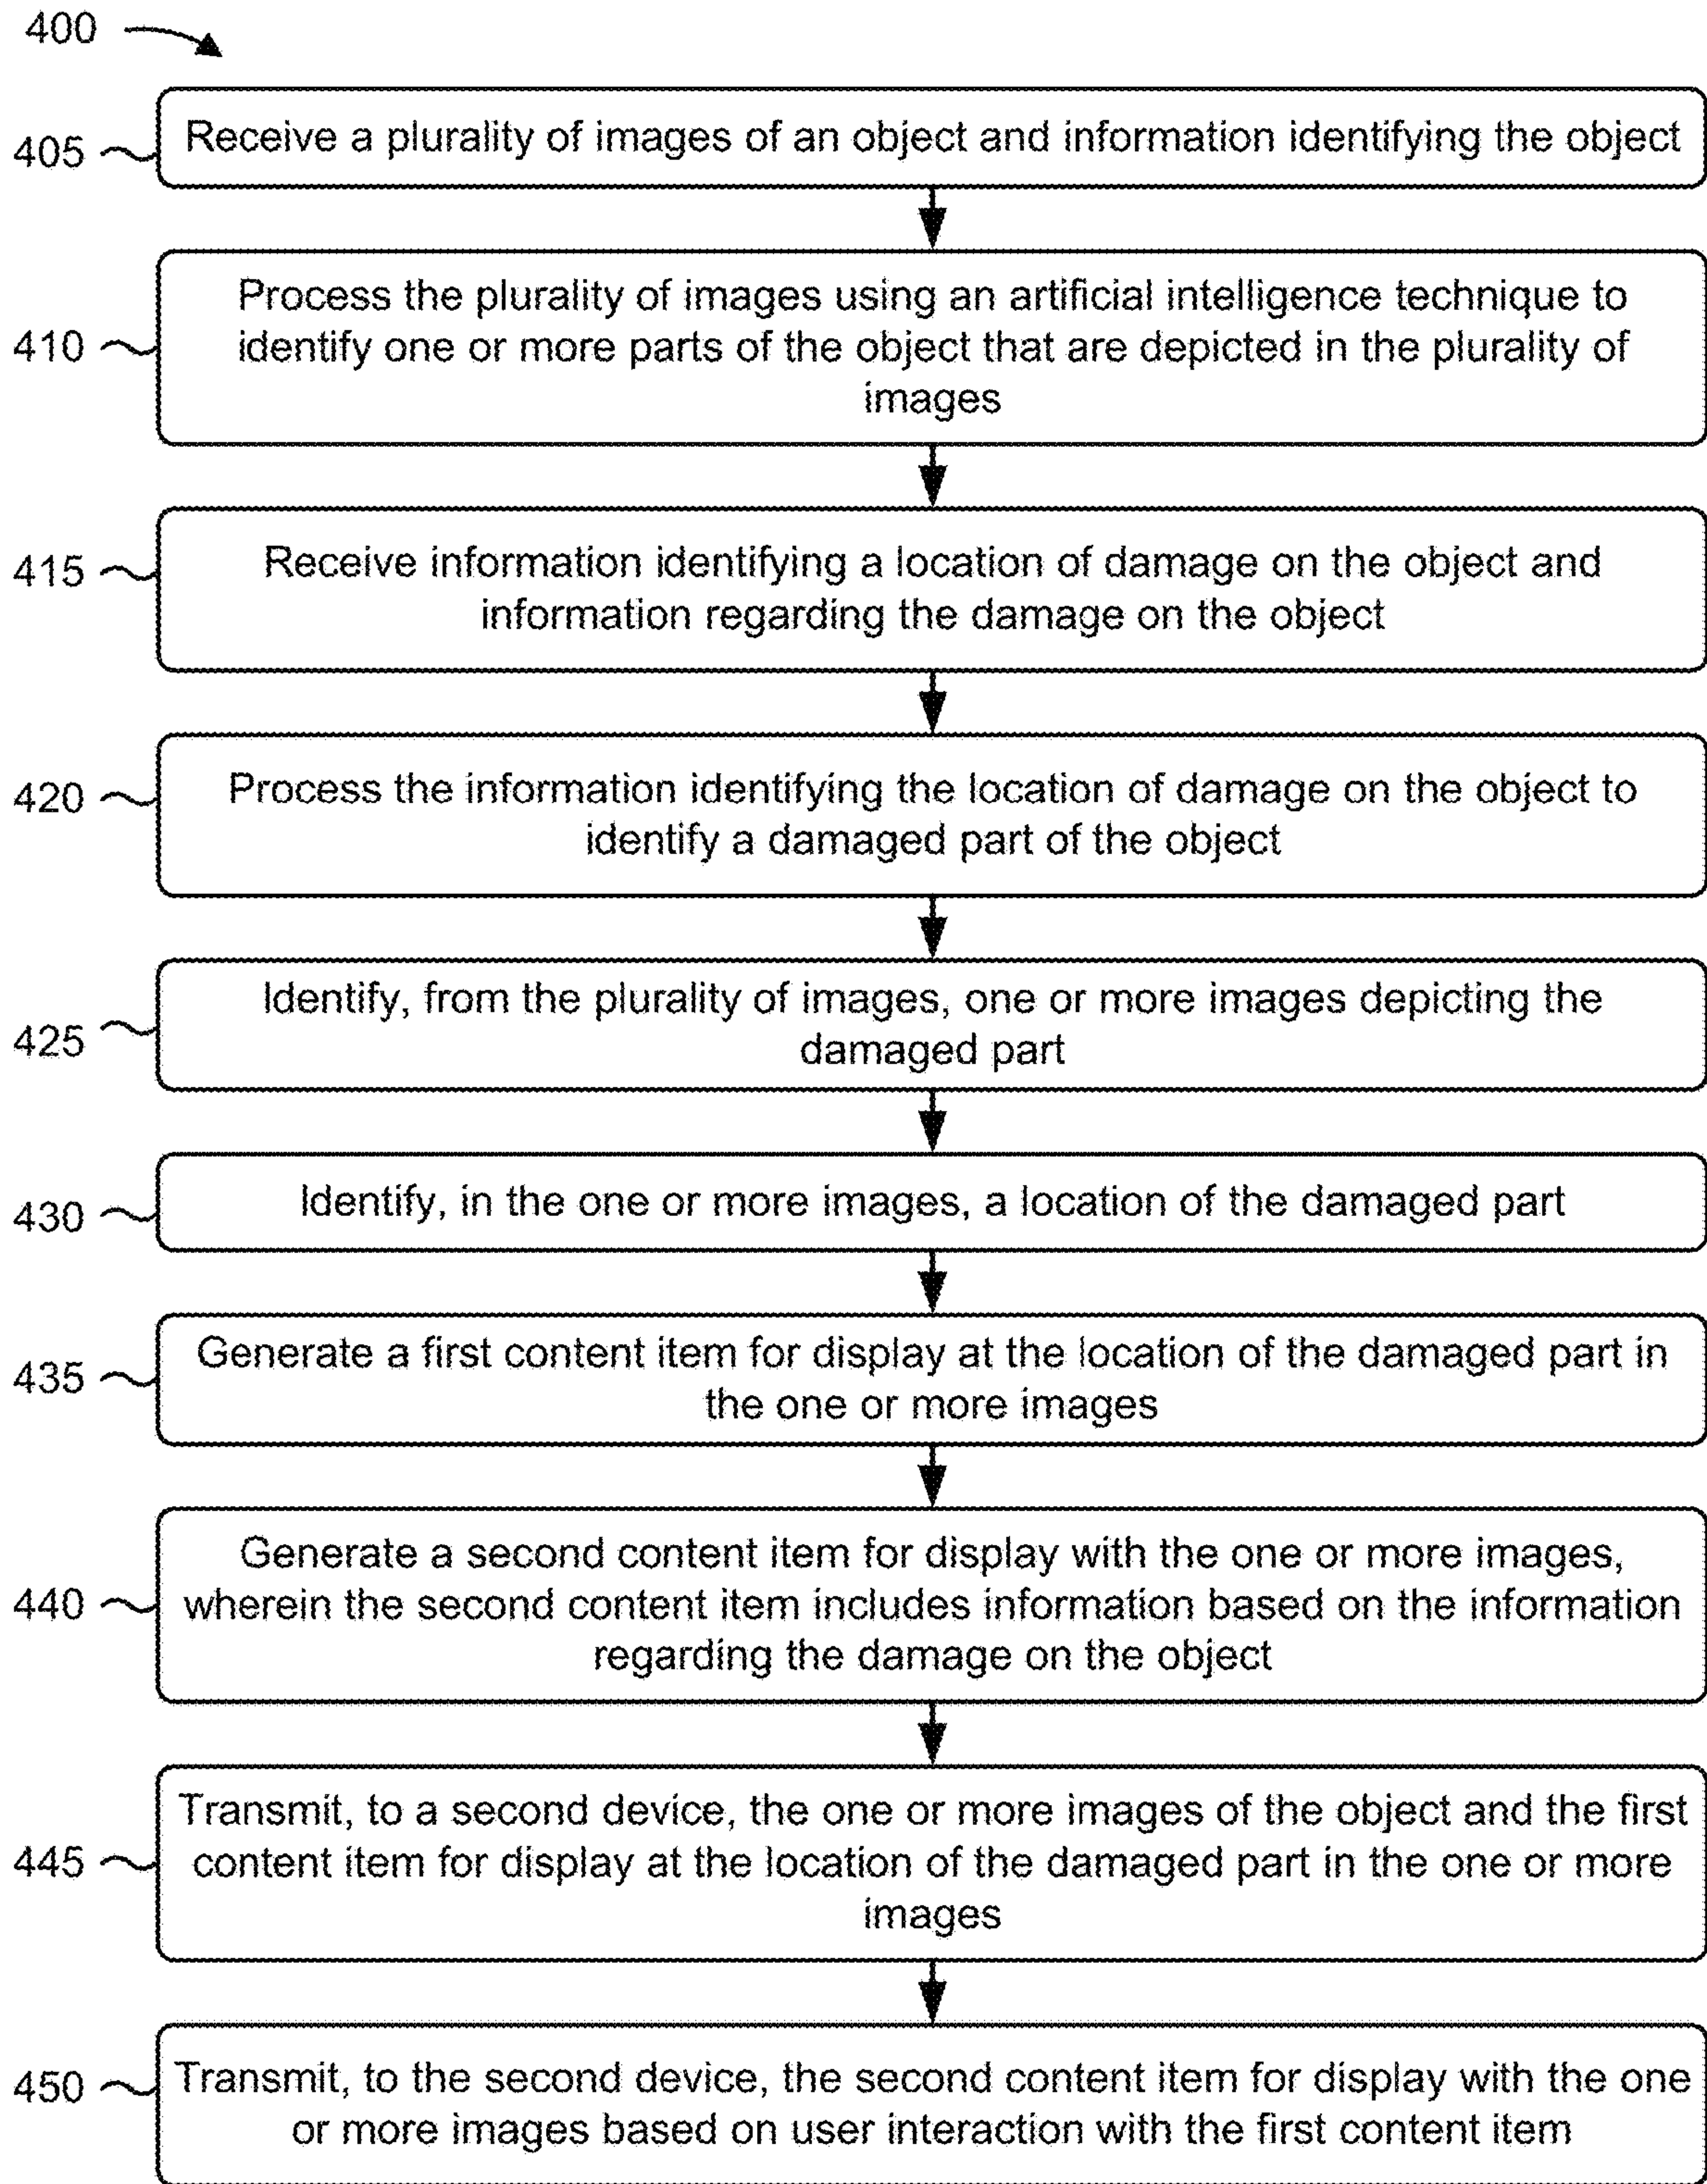 400
405
Receive a plurality of images of an object and information identifying the object
410
Process the plurality of images using an artificial intelligence technique to
identify one or more parts of the object that are depicted in the plurality of
images
415
Receive information identifying a location of damage on the object and
information regarding the damage on the object
420
Process the information identifying the location of damage on the object to
identify a damaged part of the object
425
Identify, from the plurality of images, one or more images depicting the
damaged part
430
Identify, in the one or more images, a location of the damaged part
435
Generate a first content item for display at the location of the damaged part in
the one or more images
440
Generate a second content item for display with the one or more images,
wherein the second content item includes information based on the information
regarding the damage on the object
445
Transmit, to a second device, the one or more images of the object and the first
content item for display at the location of the damaged part in the one or more
images
450
Transmit, to the second device, the second content item for display with the one
or more images based on user interaction with the first content item